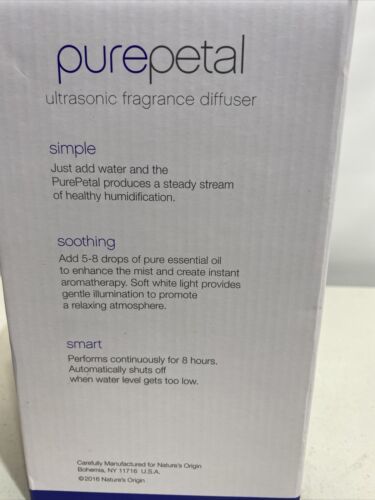 purepetal
ultrasonic fragrance diffuser
simple
Just add water and the
PurePetal produces a steady stream
of healthy humidification.
soothing
Add 5-8 drops of pure essential oil
to enhance the mist and create instant
aromatherapy. Soft white light provides
gentle illumination to promote
a relaxing atmosphere.
smart
Performs continuously for 8 hours.
Automatically shuts off
when water level gets too low.
Carefully Manufactured for Nature's Origin
Bohemia, NY 11716 U.S.A.
©2016 Nature's Origin